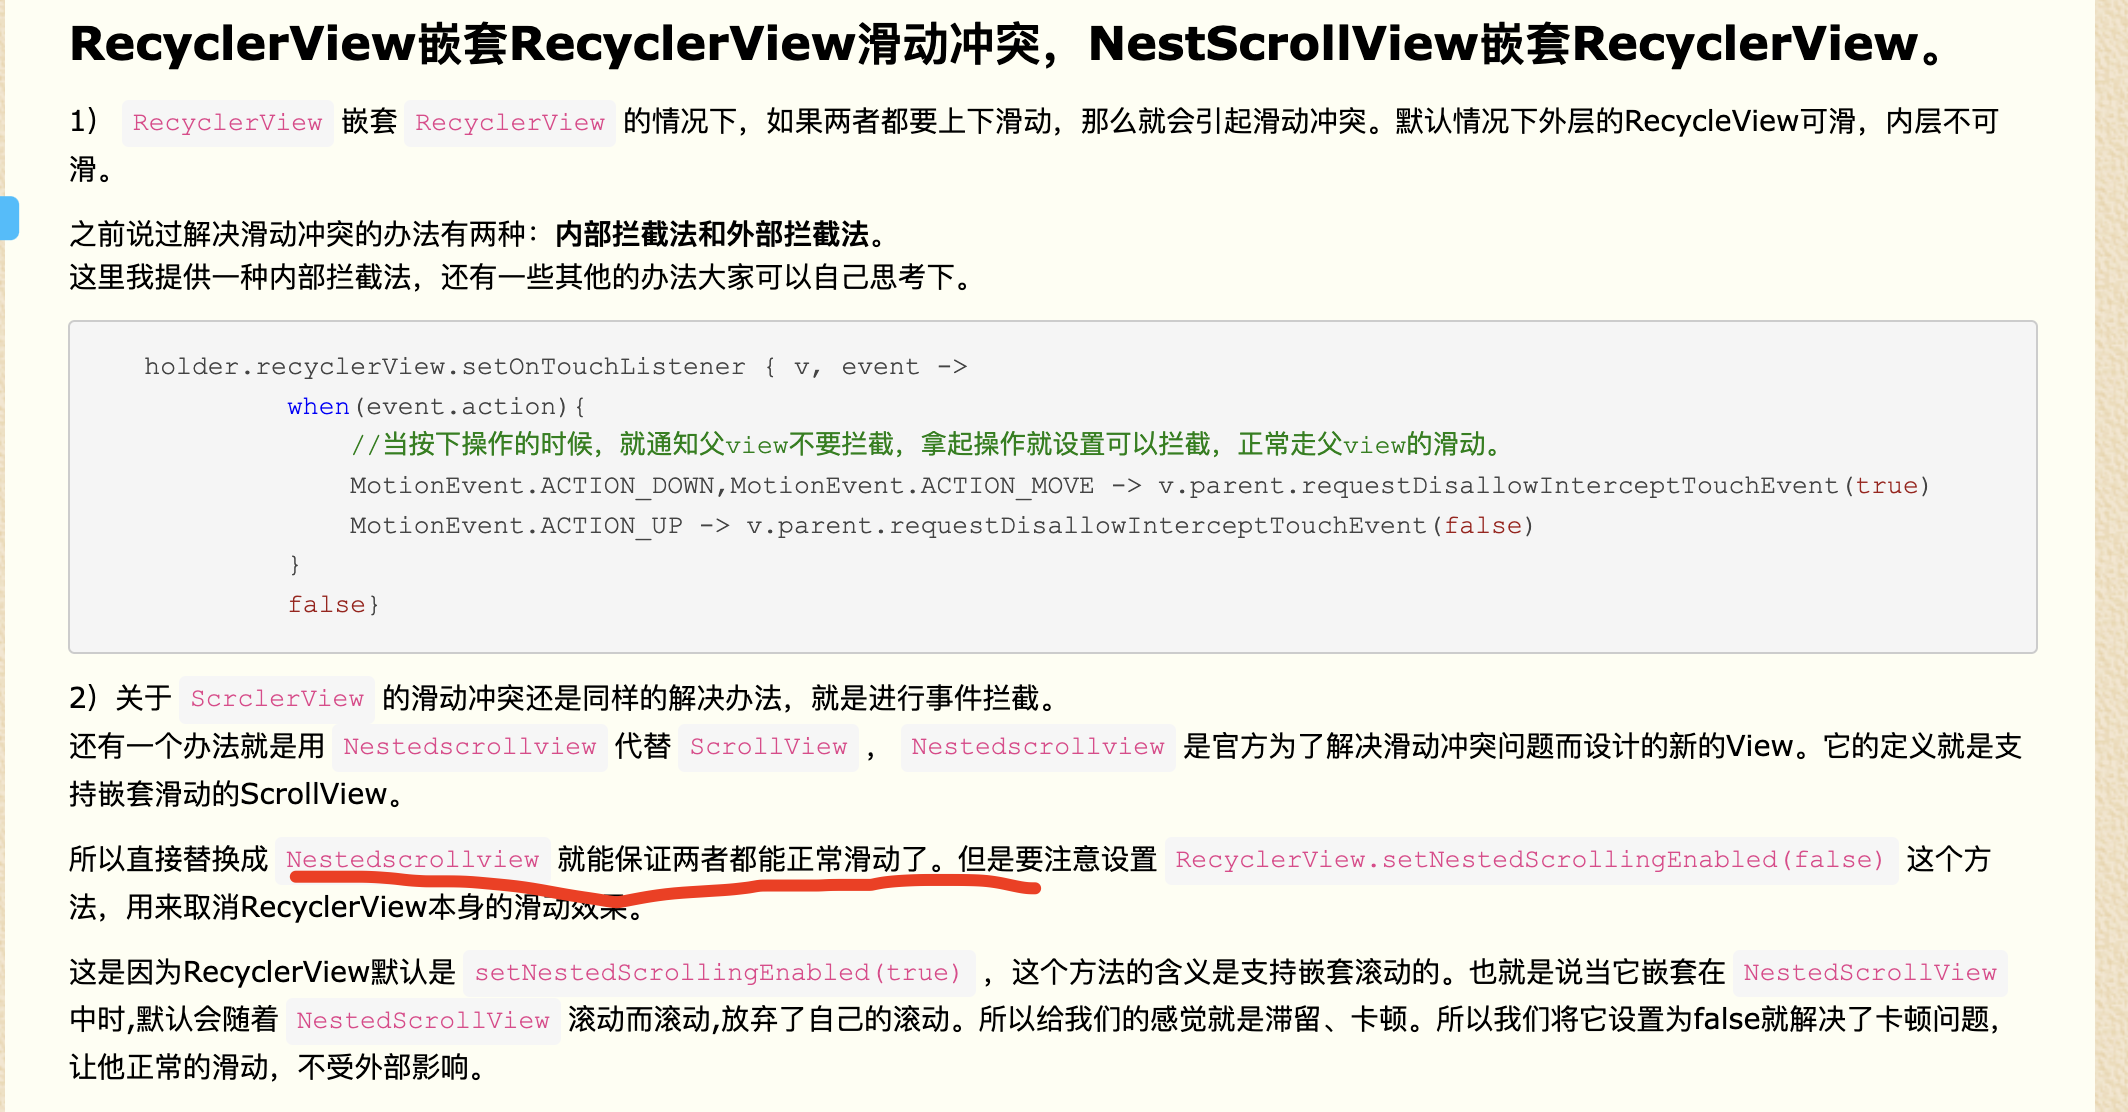 RecyclerView嵌套RecyclerView滑动冲突，NestScrollView嵌套RecyclerView。
1） RecyclerView 嵌套 RecyclerView 的情况下，如果两者都要上下滑动，那么就会引起滑动冲突。默认情况下外层的RecycleView可滑，内层不可
滑。
之前说过解决滑动冲突的办法有两种：内部拦截法和外部拦截法。
这里我提供一种内部拦截法，还有一些其他的办法大家可以自己思考下。
holder.recyclerView.setOnTouchListener { v, event ->
when(event.action){
//当按下操作的时候，就通知父view不要拦截，拿起操作就设置可以拦截，正常走父view的滑动。
MotionEvent.ACTION_DOWN,MotionEvent.ACTION_MOVE -> v.parent.requestDisallowInterceptTouchEvent(true)
MotionEvent.ACTION_UP -> v.parent.requestDisallowInterceptTouchEvent(false)
}
false}
2）关于 ScrclerView 的滑动冲突还是同样的解决办法，就是进行事件拦截。
还有一个办法就是用 Nestedscrollview 代替 ScrollView ， Nestedscrollview 是官方为了解决滑动冲突问题而设计的新的View。它的定义就是支
持嵌套滑动的ScrollView。
所以直接替换成 Nestedscrollview 就能保证两者都能正常滑动了。但是要注意设置 RecyclerView.setNestedScrollingEnabled(false) 这个方
法，用来取消RecyclerView本身的滑动效果。
这是因为RecyclerView默认是 setNestedScrollingEnabled(true) ，这个方法的含义是支持嵌套滚动的。也就是说当它嵌套在 NestedScrollView
中时,默认会随着 NestedScrollView 滚动而滚动,放弃了自己的滚动。所以给我们的感觉就是滞留、卡顿。所以我们将它设置为false就解决了卡顿问题，
让他正常的滑动，不受外部影响。